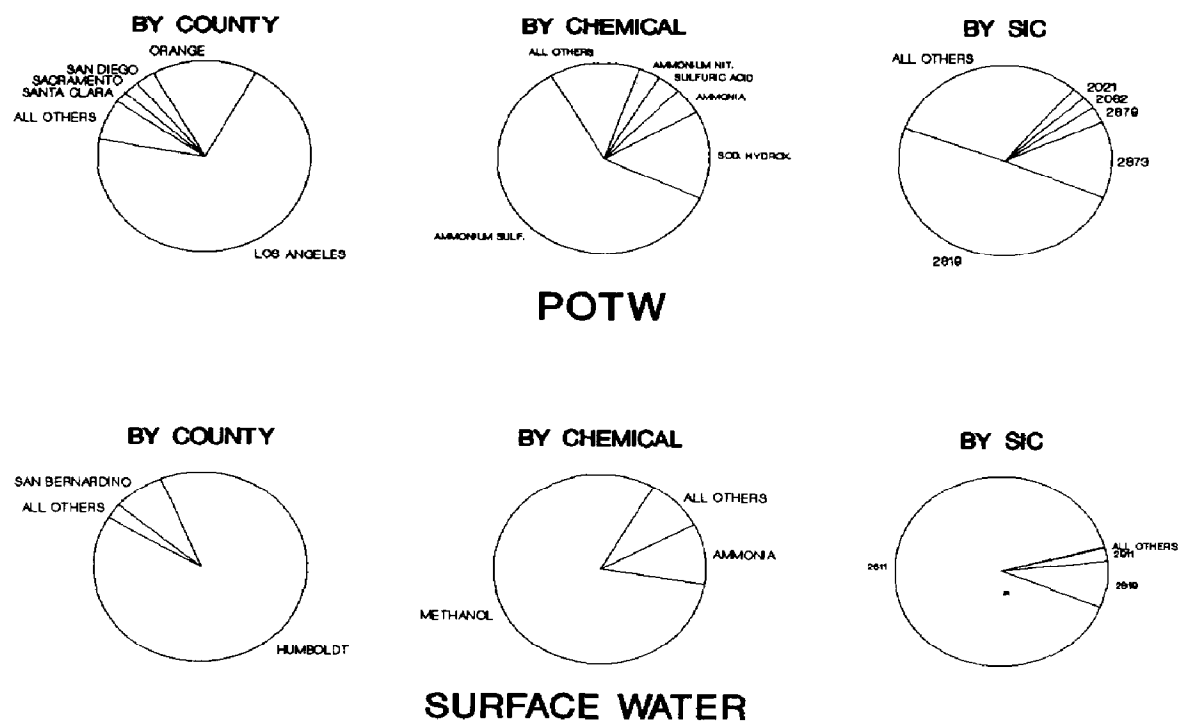 BY COUNTY
ORANGE
SAN DIEGO
SACRAMENTO
SANTA CLARA
ALL OTHERS
LOS ANGELES
BY CHEMICAL
ALL OTHERS
AMMONIUM NIT.
SULFURIC ACID
AMMONIA
SOD. HYDROX.
AMMONIUM SULF.
BY SIC
ALL OTHERS
2021
2082
2879
2873
2819
POTW
BY COUNTY
SAN BERNARDINO
ALL OTHERS
HUMBOLDT
BY CHEMICAL
ALL OTHERS
AMMONIA
METHANOL
BY SIC
ALL OTHERS
2911
2819
2611
SURFACE WATER